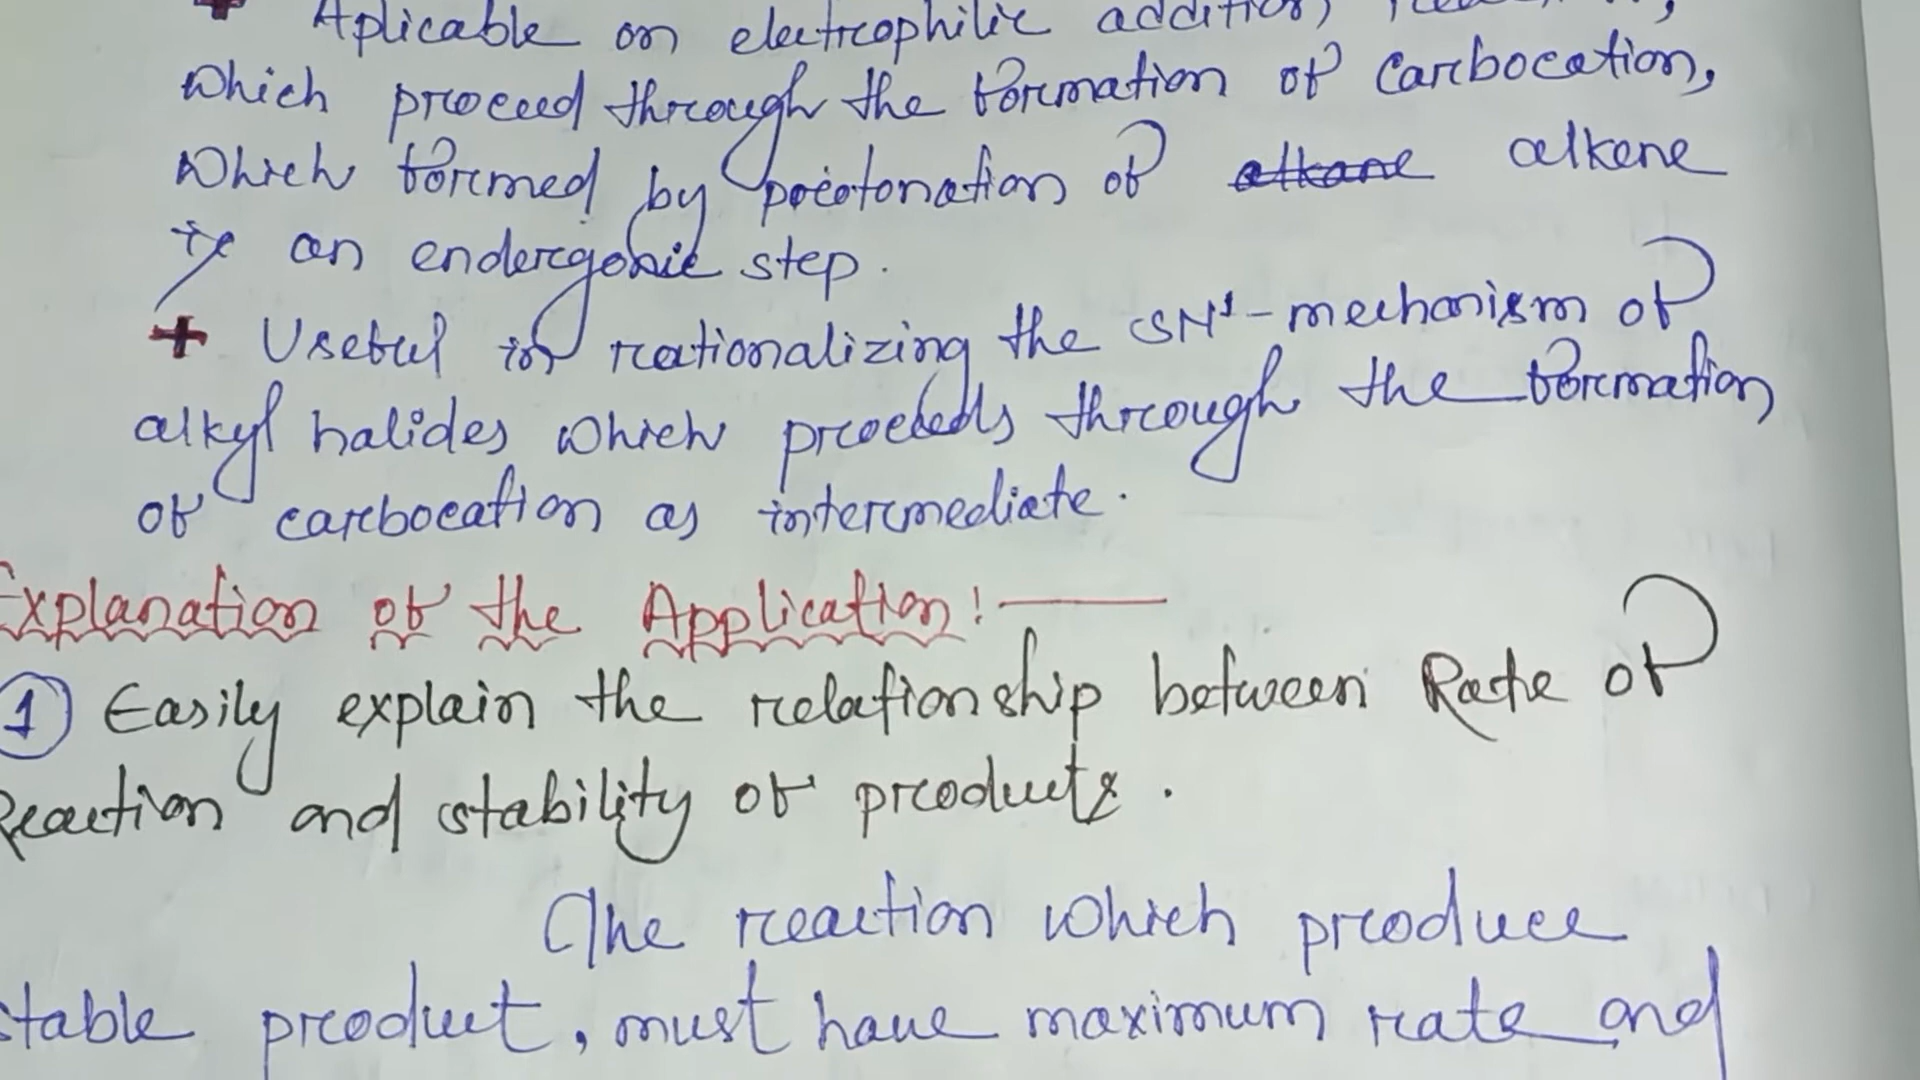 + Aplicable on electrophilic addition
which proceed through the formation of carbocation,
which formed by protonation of alkane alkene
is an endergonic step.
+ Useful in rationalizing the SN¹-mechanism of
alkyl halides which proceeds through the formation
of carbocation as intermediate.
Explanation of the Application:-
1 Easily explain the relationship between Rate of
Reaction and stability of products.
The reaction which produce
stable product, must have maximum rate and